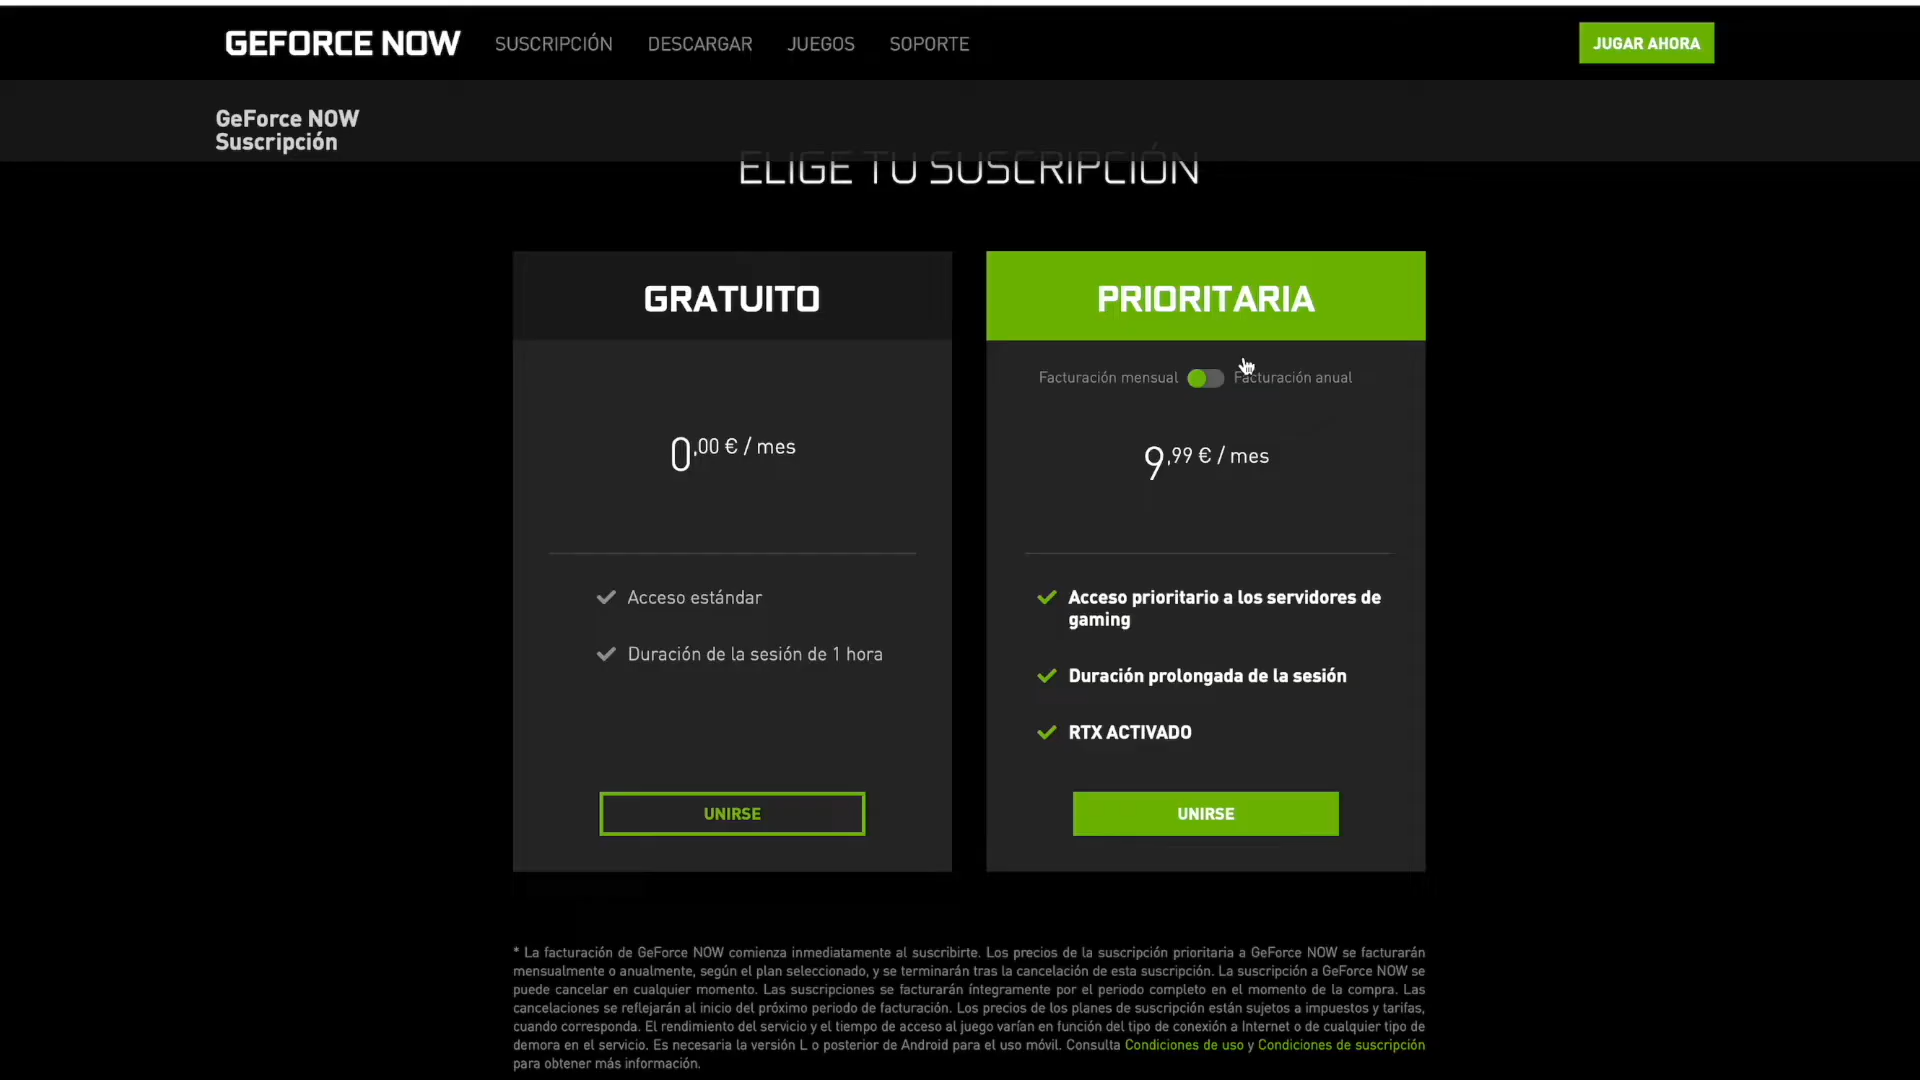 GEFORCE NOW SUSCRIPCIÓN DESCARGAR JUEGOS SOPORTE JUGAR AHORA
GeForce NOW
Suscripción
ELIGE TU SUSCRIPCIÓN
GRATUITO
0,00 € / mes
Acceso estándar
Duración de la sesión de 1 hora
UNIRSE
PRIORITARIA
Facturación mensual Facturación anual
9,99 € / mes
Acceso prioritario a los servidores de
gaming
Duración prolongada de la sesión
RTX ACTIVADO
UNIRSE
* La facturación de GeForce NOW comienza inmediatamente al suscribirte. Los precios de la suscripción prioritaria a GeForce NOW se facturarán
mensualmente o anualmente, según el plan seleccionado, y se terminarán tras la cancelación de esta suscripción. La suscripción a GeForce NOW se
puede cancelar en cualquier momento. Las suscripciones se facturarán íntegramente por el periodo completo en el momento de la compra. Las
cancelaciones se reflejarán al inicio del próximo periodo de facturación. Los precios de los planes de suscripción están sujetos a impuestos y tarifas,
cuando corresponda. El rendimiento del servicio y el tiempo de acceso al juego varían en función del tipo de conexión a Internet o de cualquier tipo de
demora en el servicio. Es necesaria la versión L o posterior de Android para el uso móvil. Consulta Condiciones de uso y Condiciones de suscripción
para obtener más información.